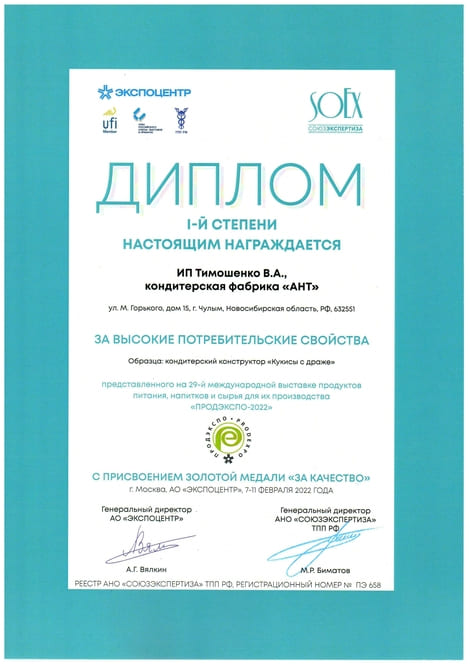 ЭКСПОЦЕНТР
SOEX
СОЮЗЭКСПЕРТИЗА
ufi
Member
ТПП РФ
ДИПЛОМ
I-Й СТЕПЕНИ
НАСТОЯЩИМ НАГРАЖДАЕТСЯ
ИП Тимошенко В.А.,
кондитерская фабрика «АНТ»
ул. М. Горького, дом 15, г. Чулым, Новосибирская область, РФ, 632551
ЗА ВЫСОКИЕ ПОТРЕБИТЕЛЬСКИЕ СВОЙСТВА
Образца: кондитерский конструктор «Кукисы с драже»
представленного на 29-й международной выставке продуктов
питания, напитков и сырья для их производства
«ПРОДЭКСПО-2022»
ПРОДЭКСПО • PRODEXPO
С ПРИСВОЕНИЕМ ЗОЛОТОЙ МЕДАЛИ «ЗА КАЧЕСТВО»
г. Москва, АО «ЭКСПОЦЕНТР», 7-11 ФЕВРАЛЯ 2022 ГОДА
Генеральный директор
АО «ЭКСПОЦЕНТР»
Генеральный директор
АНО «СОЮЗЭКСПЕРТИЗА»
ТПП РФ
А.Г. Вялкин
М.Р. Биматов
РЕЕСТР АНО «СОЮЗЭКСПЕРТИЗА» ТПП РФ, РЕГИСТРАЦИОННЫЙ НОМЕР № ПЭ 658